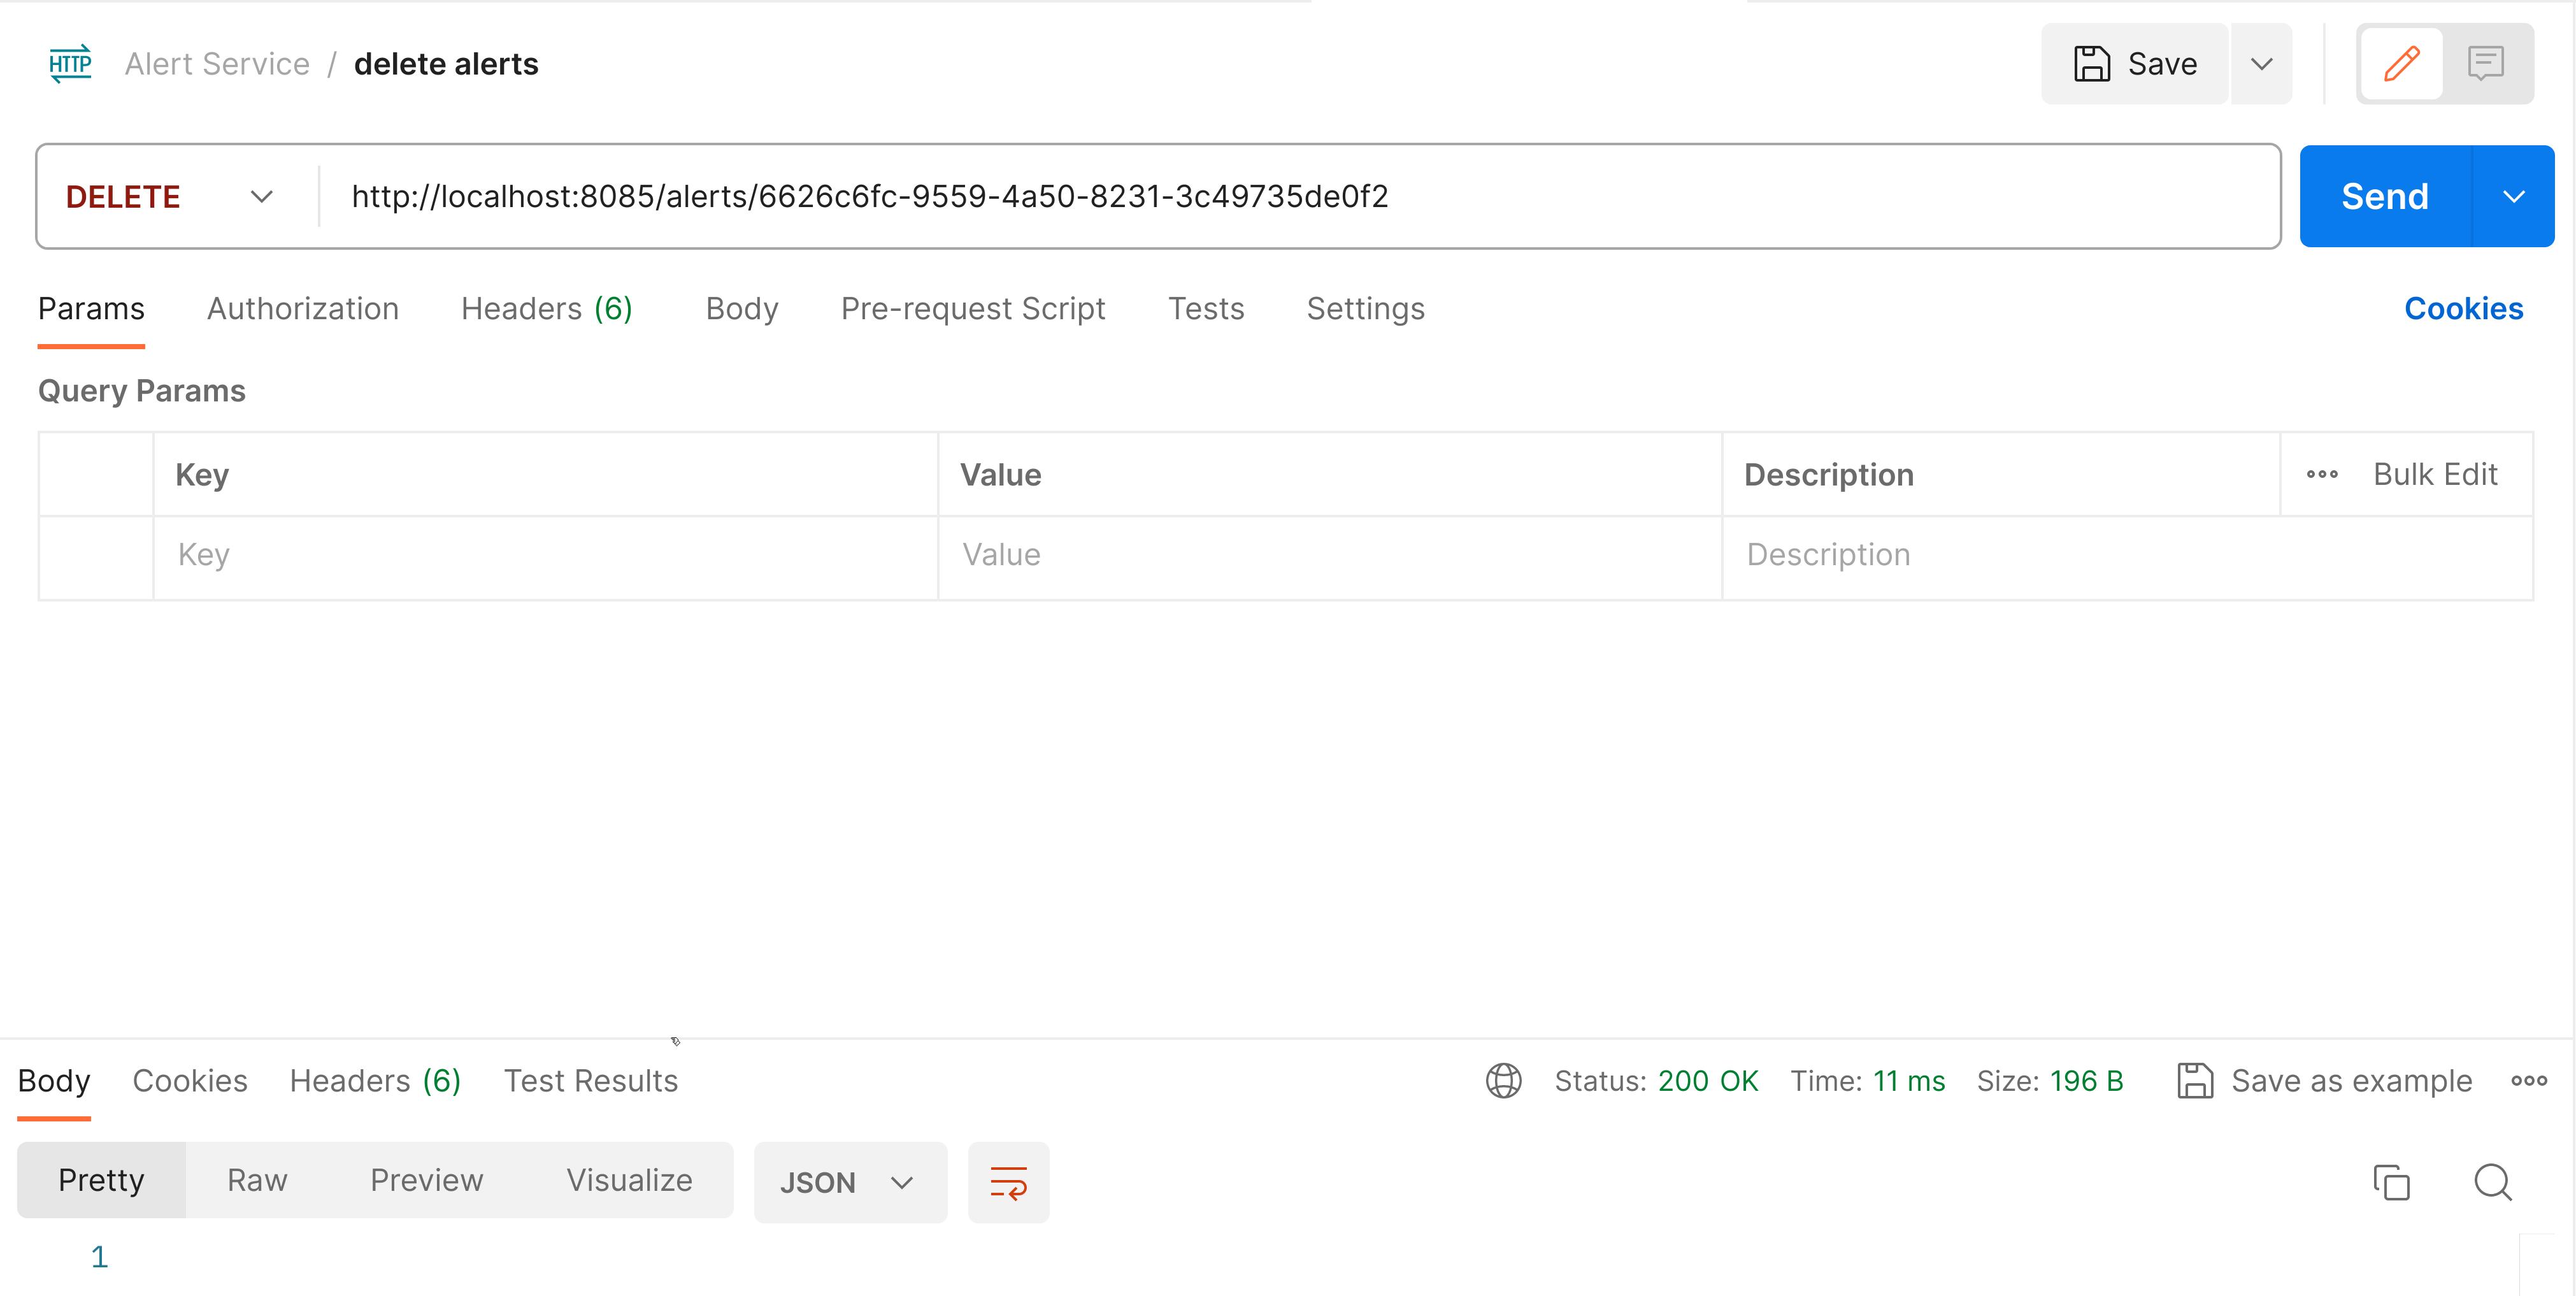 HTTP Alert Service / delete alerts Save
DELETE http://localhost:8085/alerts/6626c6fc-9559-4a50-8231-3c49735de0f2 Send
Params Authorization Headers (6) Body Pre-request Script Tests Settings Cookies
Query Params
Key Value Description Bulk Edit
Key Value Description
Body Cookies Headers (6) Test Results Status: 200 OK Time: 11 ms Size: 196 B Save as example
Pretty Raw Preview Visualize JSON
1